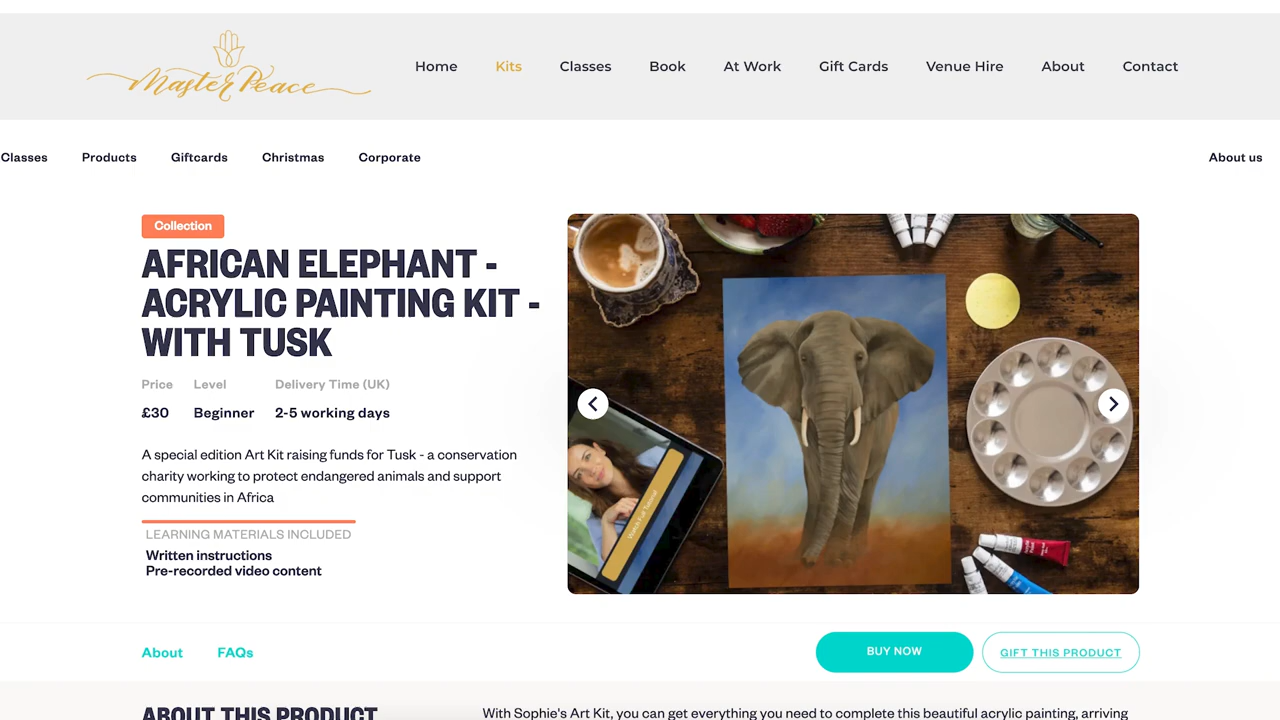 MasterPeace
Home Kits Classes Book At Work Gift Cards Venue Hire About Contact
Classes Products Giftcards Christmas Corporate About us
Collection
AFRICAN ELEPHANT -
ACRYLIC PAINTING KIT -
WITH TUSK
Price Level Delivery Time (UK)
£30 Beginner 2-5 working days
A special edition Art Kit raising funds for Tusk - a conservation
charity working to protect endangered animals and support
communities in Africa
LEARNING MATERIALS INCLUDED
Written instructions
Pre-recorded video content
Watch Full Tutorial
About FAQs BUY NOW GIFT THIS PRODUCT
ABOUT THIS PRODUCT
With Sophie's Art Kit, you can get everything you need to complete this beautiful acrylic painting, arriving